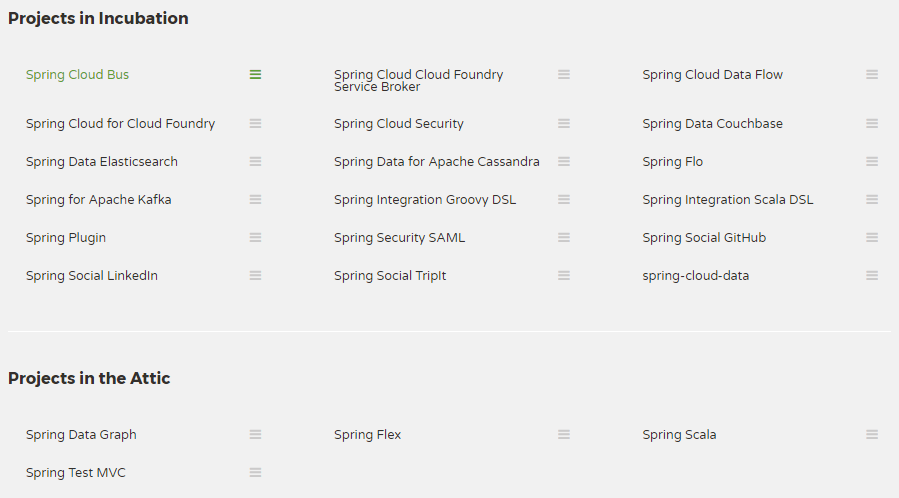 Projects in Incubation
Spring Cloud Bus
Spring Cloud Cloud Foundry
Service Broker
Spring Cloud Data Flow
Spring Cloud for Cloud Foundry
Spring Cloud Security
Spring Data Couchbase
Spring Data Elasticsearch
Spring Data for Apache Cassandra
Spring Flo
Spring for Apache Kafka
Spring Integration Groovy DSL
Spring Integration Scala DSL
Spring Plugin
Spring Security SAML
Spring Social GitHub
Spring Social LinkedIn
Spring Social TripIt
spring-cloud-data
Projects in the Attic
Spring Data Graph
Spring Flex
Spring Scala
Spring Test MVC